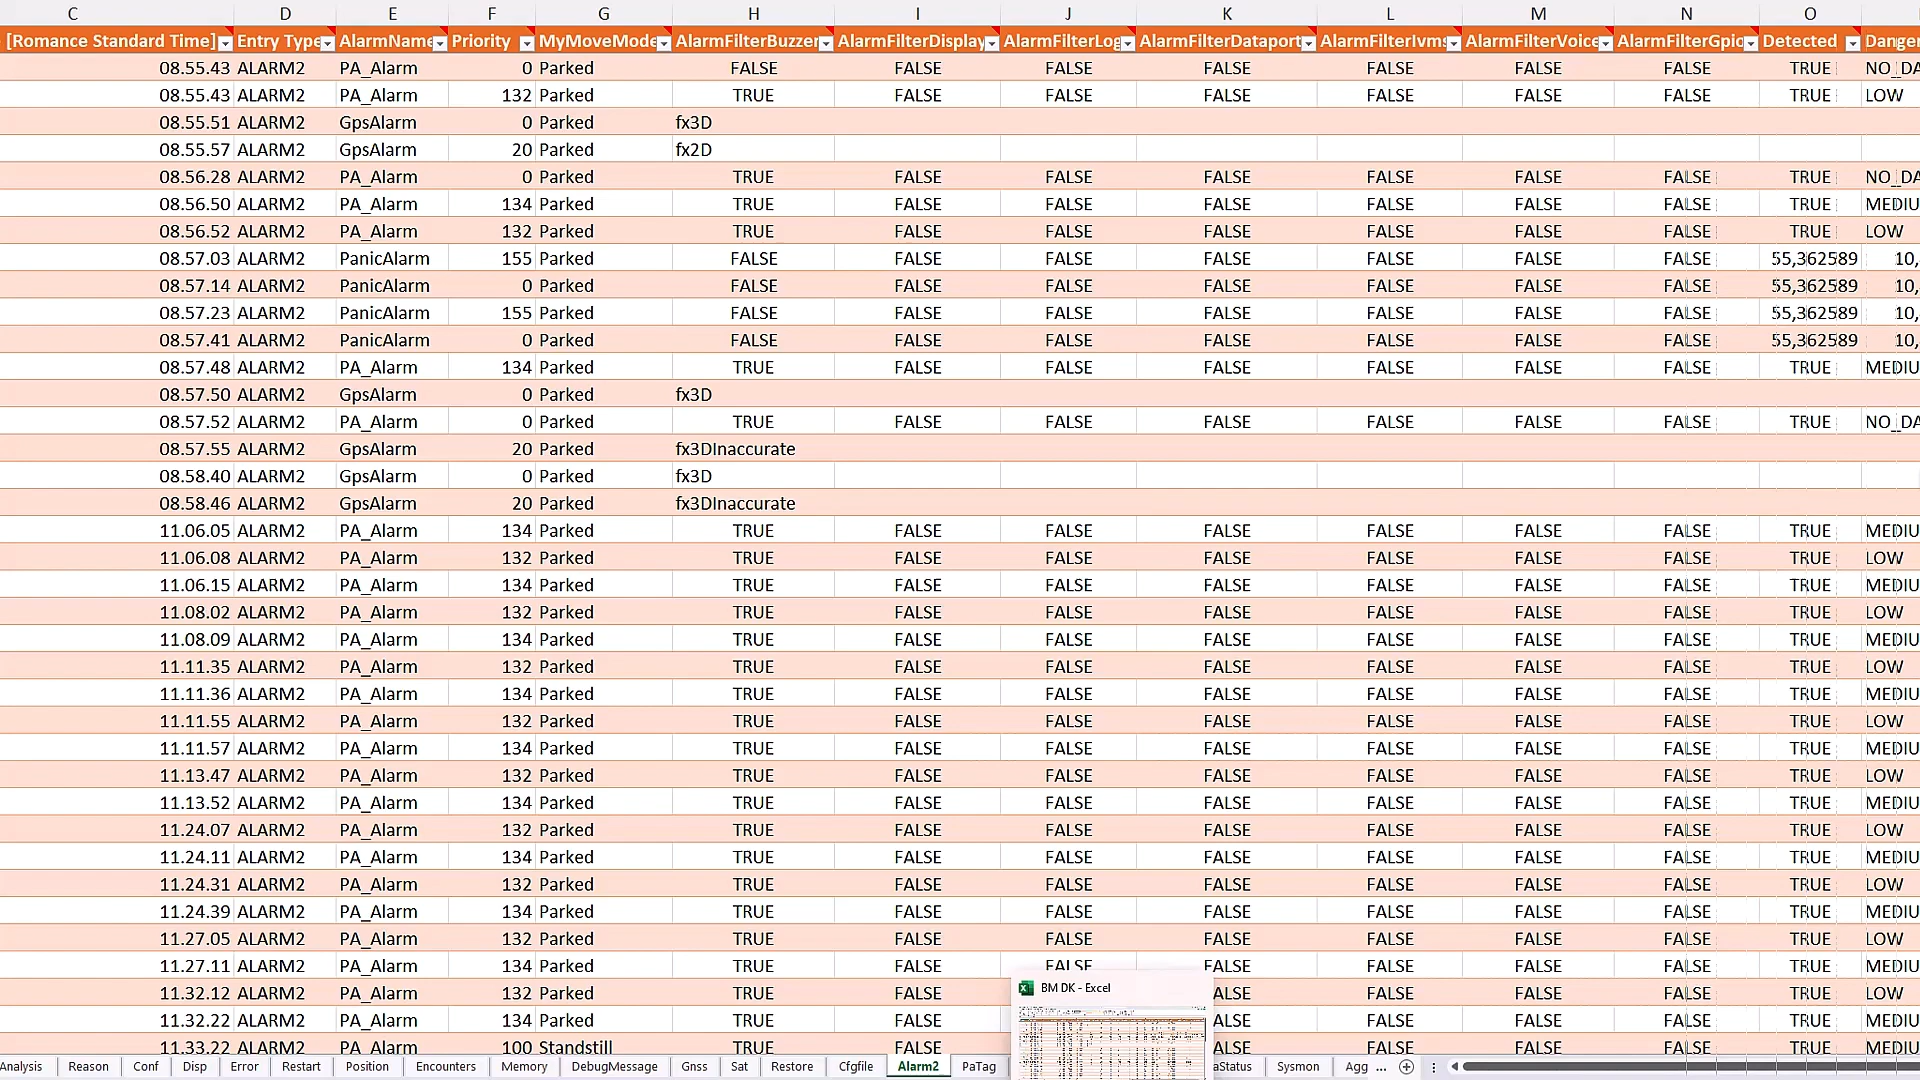 C D E F G H I J K L M N O
[Romance Standard Time] Entry Type AlarmName Priority MyMoveMode AlarmFilterBuzzer AlarmFilterDisplay AlarmFilterLog AlarmFilterDataport AlarmFilterIvms AlarmFilterVoice AlarmFilterGpio Detected Danger
08.55.43 ALARM2 PA_Alarm 0 Parked FALSE FALSE FALSE FALSE FALSE FALSE FALSE TRUE NO_DA
08.55.43 ALARM2 PA_Alarm 132 Parked TRUE FALSE FALSE FALSE FALSE FALSE FALSE TRUE LOW
08.55.51 ALARM2 GpsAlarm 0 Parked fx3D
08.55.57 ALARM2 GpsAlarm 20 Parked fx2D
08.56.28 ALARM2 PA_Alarm 0 Parked TRUE FALSE FALSE FALSE FALSE FALSE FALSE TRUE NO_DA
08.56.50 ALARM2 PA_Alarm 134 Parked TRUE FALSE FALSE FALSE FALSE FALSE FALSE TRUE MEDIU
08.56.52 ALARM2 PA_Alarm 132 Parked TRUE FALSE FALSE FALSE FALSE FALSE FALSE TRUE LOW
08.57.03 ALARM2 PanicAlarm 155 Parked FALSE FALSE FALSE FALSE FALSE FALSE FALSE 55,362589 10,
08.57.14 ALARM2 PanicAlarm 0 Parked FALSE FALSE FALSE FALSE FALSE FALSE FALSE 55,362589 10,
08.57.23 ALARM2 PanicAlarm 155 Parked FALSE FALSE FALSE FALSE FALSE FALSE FALSE 55,362589 10,
08.57.41 ALARM2 PanicAlarm 0 Parked FALSE FALSE FALSE FALSE FALSE FALSE FALSE 55,362589 10,
08.57.48 ALARM2 PA_Alarm 134 Parked TRUE FALSE FALSE FALSE FALSE FALSE FALSE TRUE MEDIU
08.57.50 ALARM2 GpsAlarm 0 Parked fx3D
08.57.52 ALARM2 PA_Alarm 0 Parked TRUE FALSE FALSE FALSE FALSE FALSE FALSE TRUE NO_DA
08.57.55 ALARM2 GpsAlarm 20 Parked fx3DInaccurate
08.58.40 ALARM2 GpsAlarm 0 Parked fx3D
08.58.46 ALARM2 GpsAlarm 20 Parked fx3DInaccurate
11.06.05 ALARM2 PA_Alarm 134 Parked TRUE FALSE FALSE FALSE FALSE FALSE FALSE TRUE MEDIU
11.06.08 ALARM2 PA_Alarm 132 Parked TRUE FALSE FALSE FALSE FALSE FALSE FALSE TRUE LOW
11.06.15 ALARM2 PA_Alarm 134 Parked TRUE FALSE FALSE FALSE FALSE FALSE FALSE TRUE MEDIU
11.08.02 ALARM2 PA_Alarm 132 Parked TRUE FALSE FALSE FALSE FALSE FALSE FALSE TRUE LOW
11.08.09 ALARM2 PA_Alarm 134 Parked TRUE FALSE FALSE FALSE FALSE FALSE FALSE TRUE MEDIU
11.11.35 ALARM2 PA_Alarm 132 Parked TRUE FALSE FALSE FALSE FALSE FALSE FALSE TRUE LOW
11.11.36 ALARM2 PA_Alarm 134 Parked TRUE FALSE FALSE FALSE FALSE FALSE FALSE TRUE MEDIU
11.11.55 ALARM2 PA_Alarm 132 Parked TRUE FALSE FALSE FALSE FALSE FALSE FALSE TRUE LOW
11.11.57 ALARM2 PA_Alarm 134 Parked TRUE FALSE FALSE FALSE FALSE FALSE FALSE TRUE MEDIU
11.13.47 ALARM2 PA_Alarm 132 Parked TRUE FALSE FALSE FALSE FALSE FALSE FALSE TRUE LOW
11.13.52 ALARM2 PA_Alarm 134 Parked TRUE FALSE FALSE FALSE FALSE FALSE FALSE TRUE MEDIU
11.24.07 ALARM2 PA_Alarm 132 Parked TRUE FALSE FALSE FALSE FALSE FALSE FALSE TRUE LOW
11.24.11 ALARM2 PA_Alarm 134 Parked TRUE FALSE FALSE FALSE FALSE FALSE FALSE TRUE MEDIU
11.24.31 ALARM2 PA_Alarm 132 Parked TRUE FALSE FALSE FALSE FALSE FALSE FALSE TRUE LOW
11.24.39 ALARM2 PA_Alarm 134 Parked TRUE FALSE FALSE FALSE FALSE FALSE FALSE TRUE MEDIU
11.27.05 ALARM2 PA_Alarm 132 Parked TRUE FALSE FALSE FALSE FALSE FALSE FALSE TRUE LOW
11.27.11 ALARM2 PA_Alarm 134 Parked TRUE FALSE FALSE FALSE FALSE FALSE FALSE TRUE MEDIU
11.32.12 ALARM2 PA_Alarm 132 Parked TRUE FALSE ALSE FALSE FALSE FALSE TRUE LOW
11.32.22 ALARM2 PA_Alarm 134 Parked TRUE FALSE ALSE FALSE FALSE FALSE TRUE MEDIU
11.33.22 ALARM2 PA_Alarm 100 Standstill TRUE FALSE ALSE FALSE FALSE FALSE TRUE MEDIU
BM DK - Excel
Analysis Reason Conf Disp Error Restart Position Encounters Memory DebugMessage Gnss Sat Restore Cfgfile Alarm2 PaTag aStatus Sysmon Agg ...